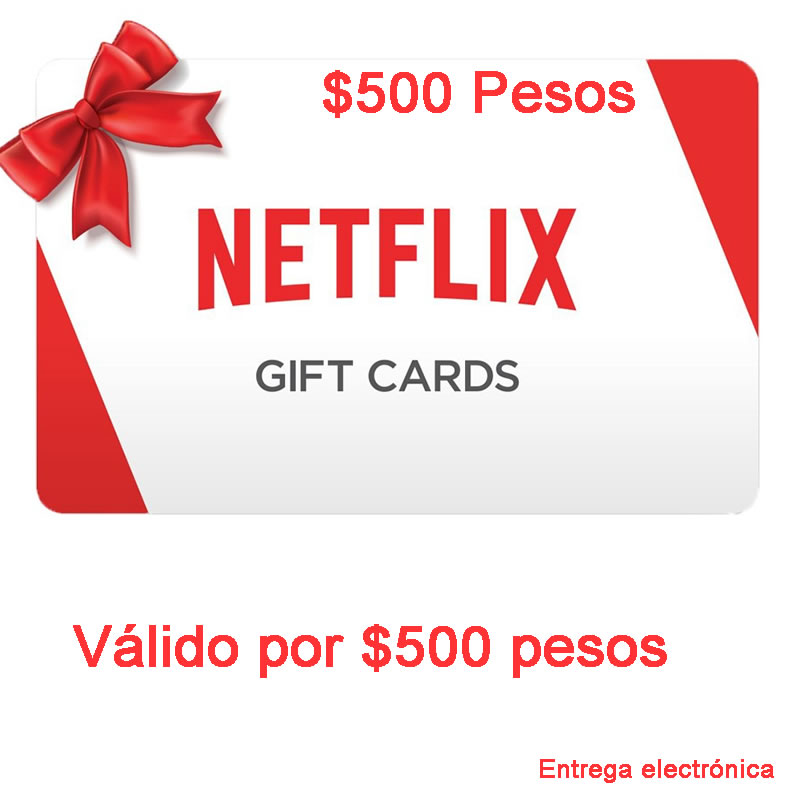 $500 Pesos
NETFLIX
GIFT CARDS
Válido por $500 pesos
Entrega electrónica